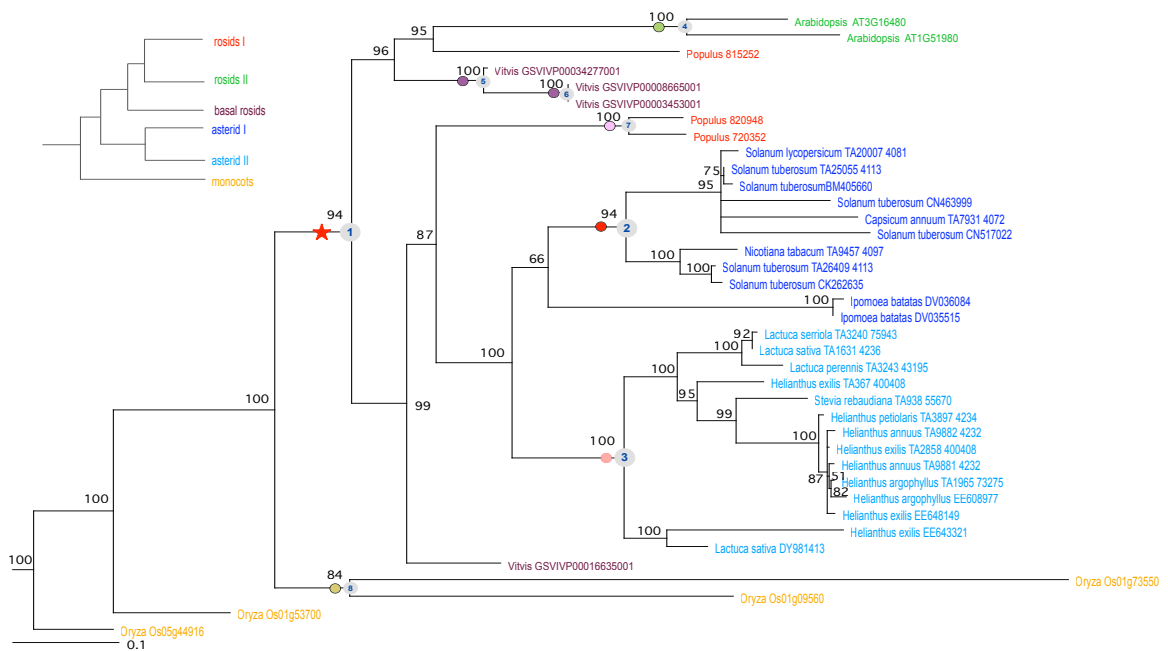 rosids I
rosids II
basal rosids
asterid I
asterid II
monocots
100
4
Arabidopsis AT3G16480
Arabidopsis AT1G51980
95
96
Populus 815252
100
5
Vitvis GSVIVP00034277001
100
6
Vitvis GSVIVP00008665001
Vitvis GSVIVP00003453001
100
7
Populus 820948
Populus 720352
94
1
87
Solanum lycopersicum TA20007 4081
75
Solanum tuberosum TA25055 4113
Solanum tuberosumBM405660
95
Solanum tuberosum CN463999
Capsicum annuum TA7931 4072
Solanum tuberosum CN517022
94
2
66
Nicotiana tabacum TA9457 4097
100
100
Solanum tuberosum TA26409 4113
Solanum tuberosum CK262635
100
Ipomoea batatas DV036084
Ipomoea batatas DV035515
100
92
Lactuca serriola TA3240 75943
100
Lactuca sativa TA1631 4236
Lactuca perennis TA3243 43195
100
Helianthus exilis TA367 400408
95
Stevia rebaudiana TA938 55670
99
Helianthus petiolaris TA3897 4234
100
Helianthus annuus TA9882 4232
Helianthus exilis TA2858 400408
Helianthus annuus TA9881 4232
87
51
Helianthus argophyllus TA1965 73275
82
Helianthus argophyllus EE608977
Helianthus exilis EE648149
100
3
100
Helianthus exilis EE643321
Lactuca sativa DY981413
99
Vitvis GSVIVP00016635001
100
84
8
Oryza Os01g73550
Oryza Os01g09560
100
Oryza Os01g53700
100
Oryza Os05g44916
0.1